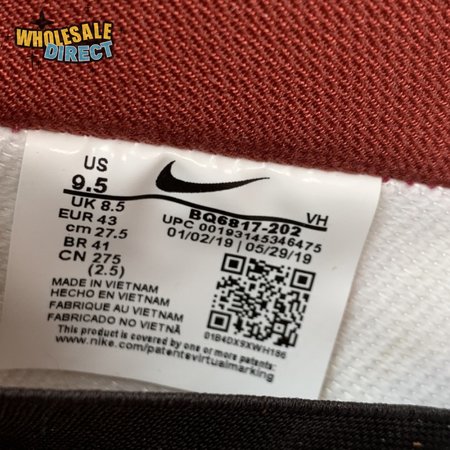 WHOLESALE
DIRECT
US
9.5
UK 8.5
EUR 43
cm 27.5
BR 41
CN 275
(2.5)
BQ6817-202
VH
UPC 00193145346475
01/02/19 | 05/29/19
MADE IN VIETNAM
HECHO EN VIETNAM
FABRIQUE AU VIETNAM
FABRICADO NO VIETNÃ
01B4DX9XWH186
This product is covered by one or more patents:
www.nike.com/patentsvirtualmarking